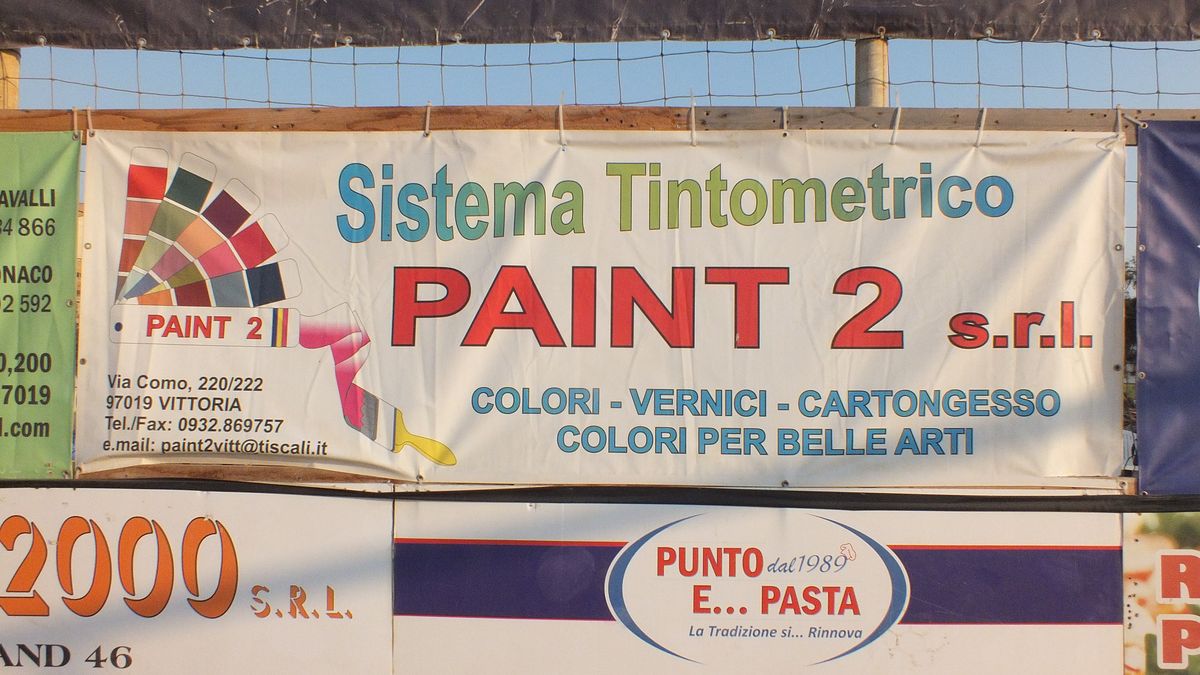 Sistema Tintometrico
PAINT 2 s.r.l.
PAINT 2
Via Como, 220/222
97019 VITTORIA
Tel./Fax: 0932.869757
e.mail: paint2vitt@tiscali.it
COLORI - VERNICI - CARTONGESSO
COLORI PER BELLE ARTI
AVALLI
866
ONACO
592
0,200
7019
l.com
2000 S.R.L.
AND 46
PUNTO dal 1989
E... PASTA
La Tradizione si... Rinnova
R
P